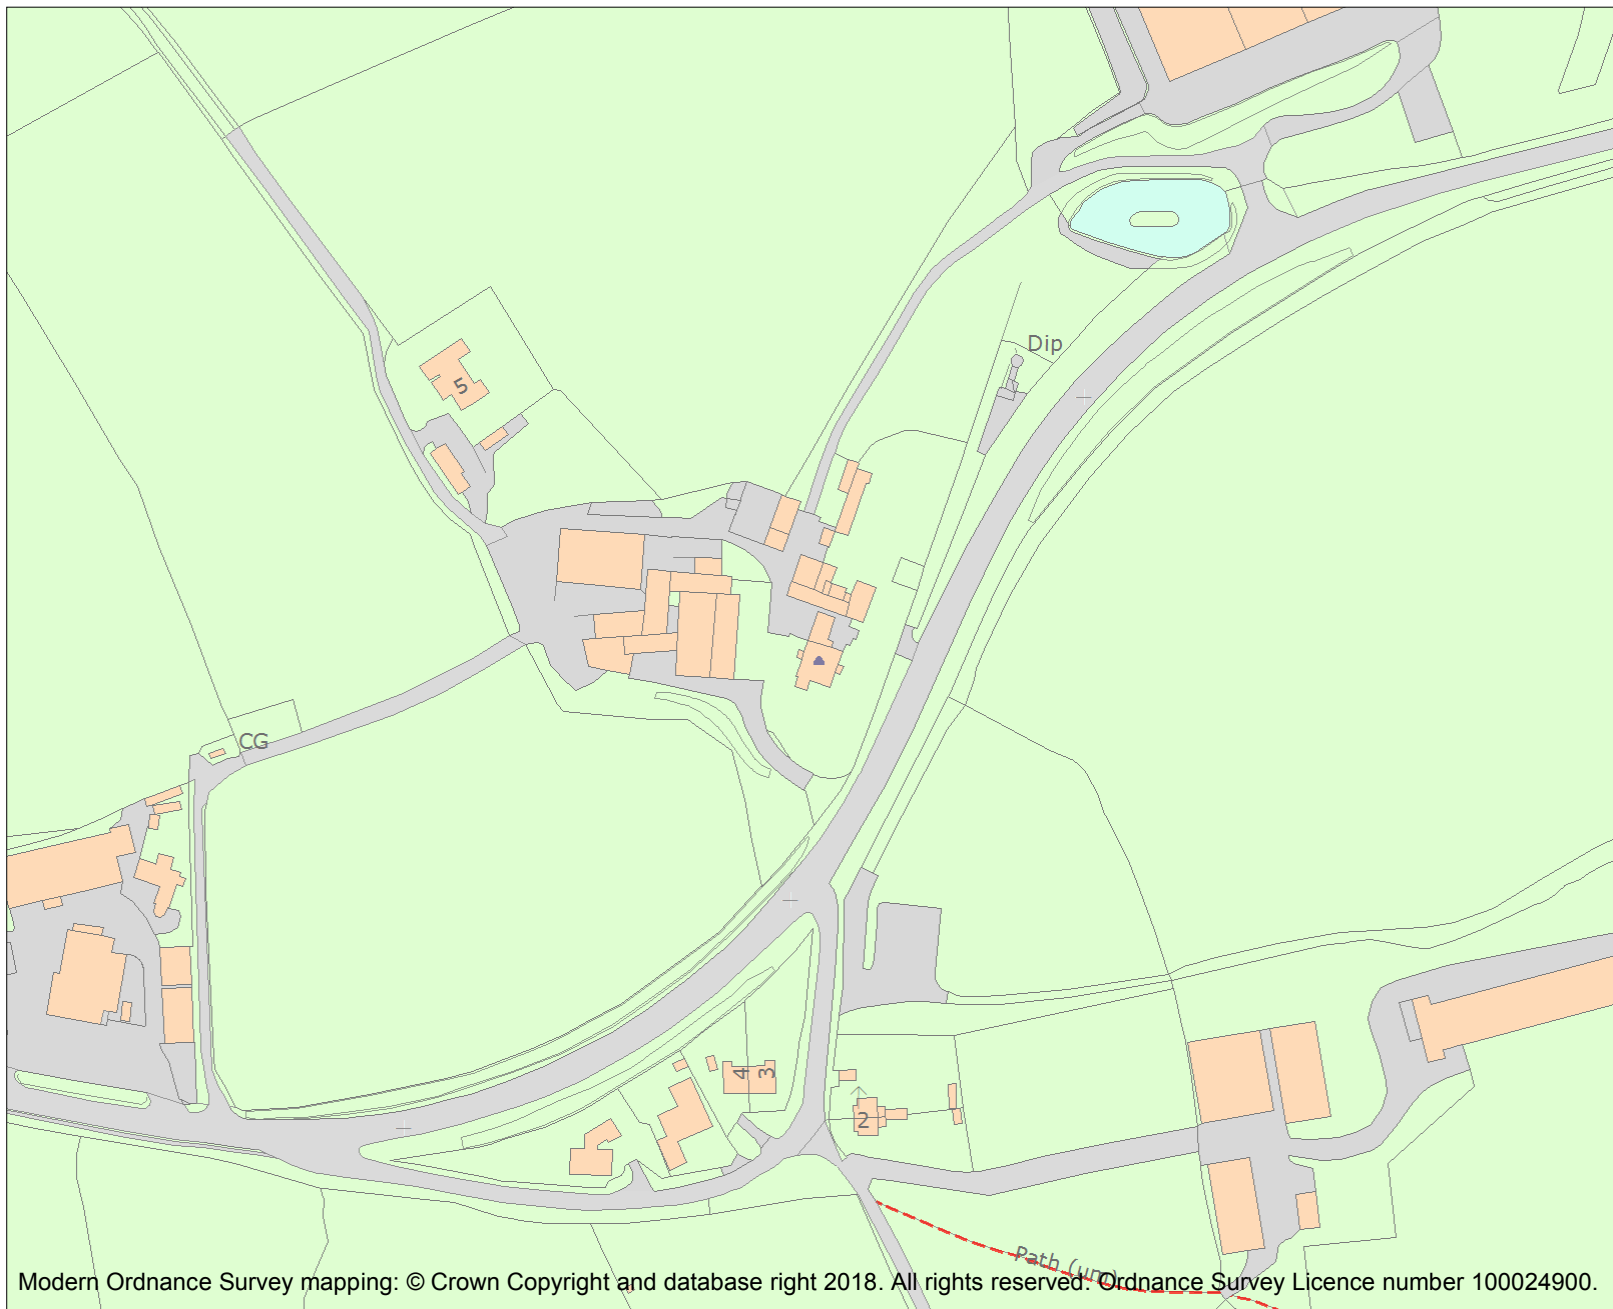 Dip
5
CG
4
3
2
Path (um)
Modern Ordnance Survey mapping: © Crown Copyright and database right 2018. All rights reserved. Ordnance Survey Licence number 100024900.